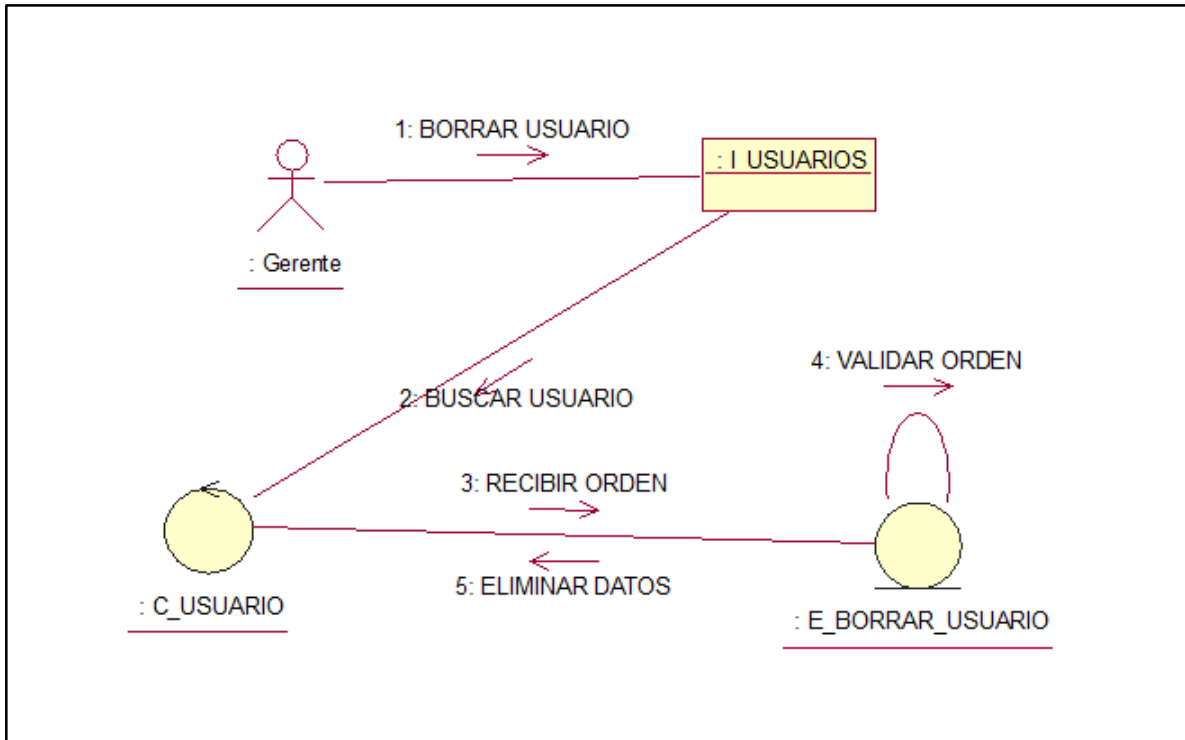 1: BORRAR USUARIO
: I_USUARIOS
: Gerente
2: BUSCAR USUARIO
4: VALIDAR ORDEN
3: RECIBIR ORDEN
5: ELIMINAR DATOS
: C_USUARIO
: E_BORRAR_USUARIO